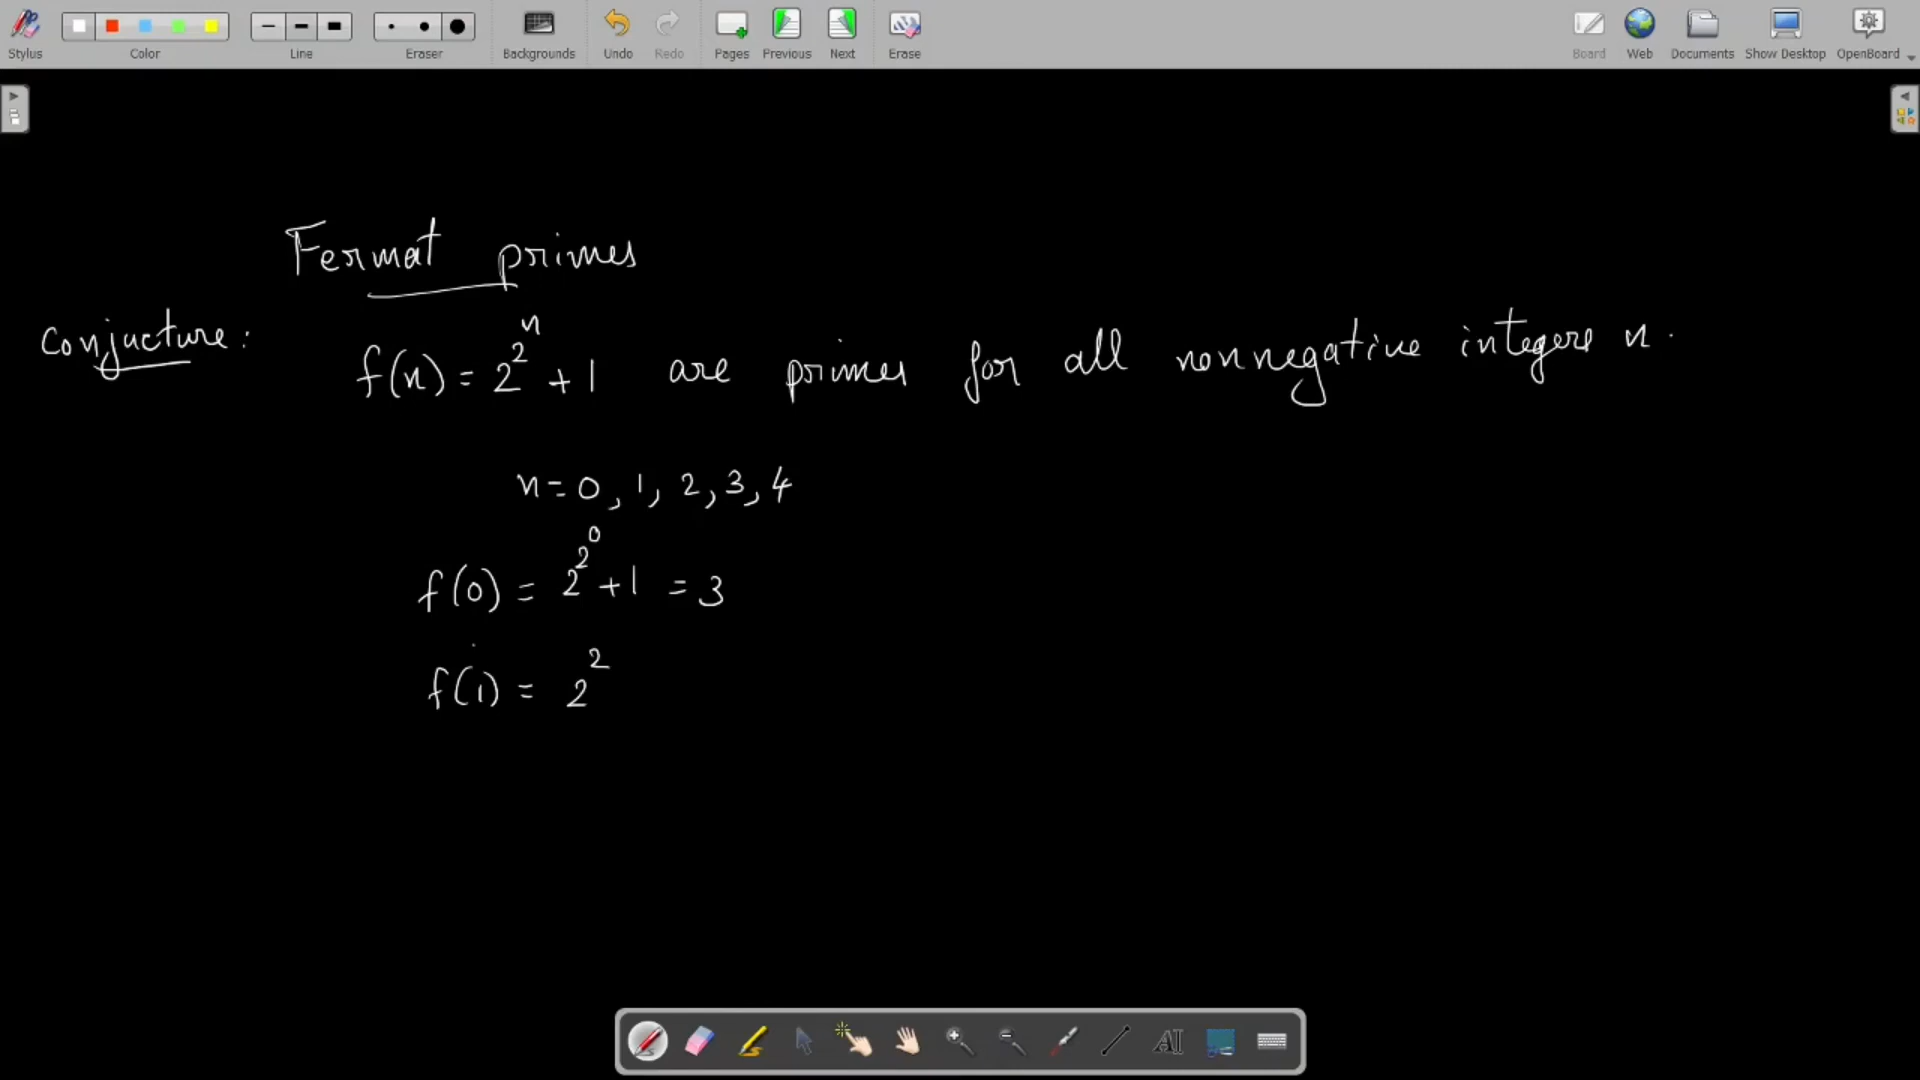 Stylus Color Line Eraser Backgrounds Undo Redo Pages Previous Next Erase Board Web Documents Show Desktop OpenBoard
Fermat primes
Conjucture:
f(n) = 2^2^n + 1 are primes for all nonnegative integers n.
n = 0, 1, 2, 3, 4
f(0) = 2^2^0 + 1 = 3
f(1) = 2^2
AI